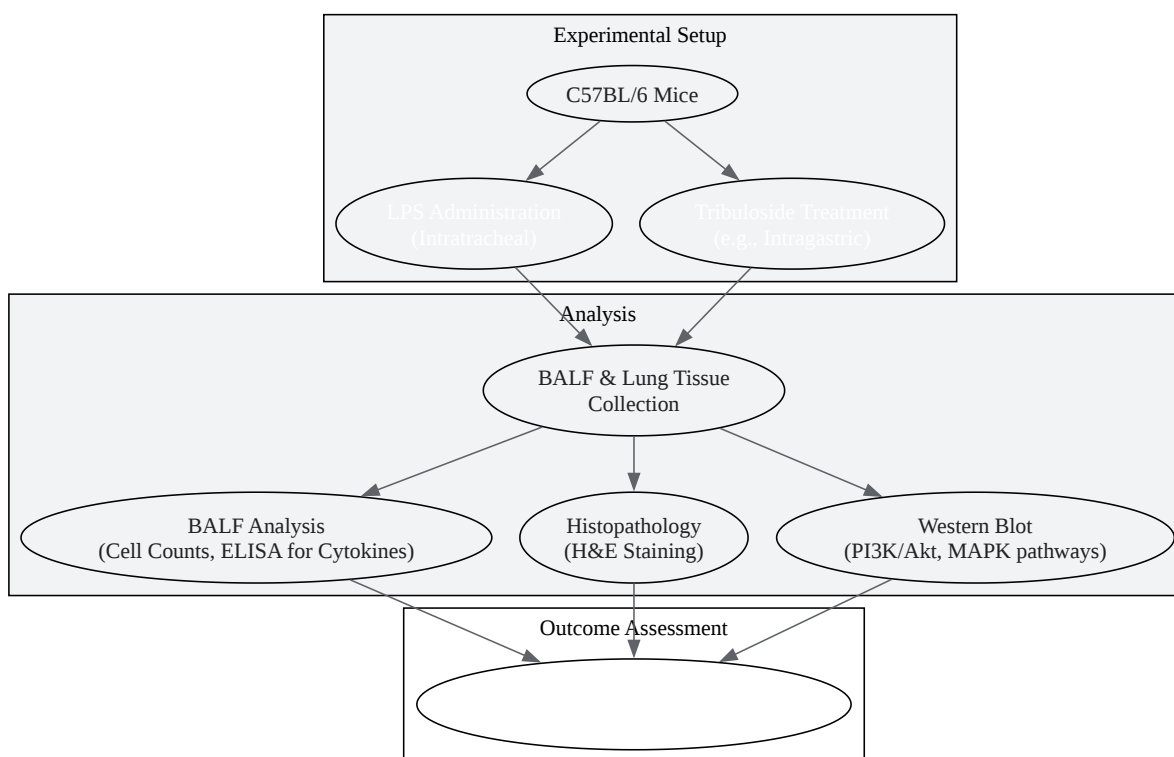 Experimental Setup
C57BL/6 Mice
LPS Administration
(Intratracheal)
Tribuloside Treatment
(e.g., Intragastric)
Analysis
BALF & Lung Tissue
Collection
BALF Analysis
(Cell Counts, ELISA for Cytokines)
Histopathology
(H&E Staining)
Western Blot
(PI3K/Akt, MAPK pathways)
Outcome Assessment